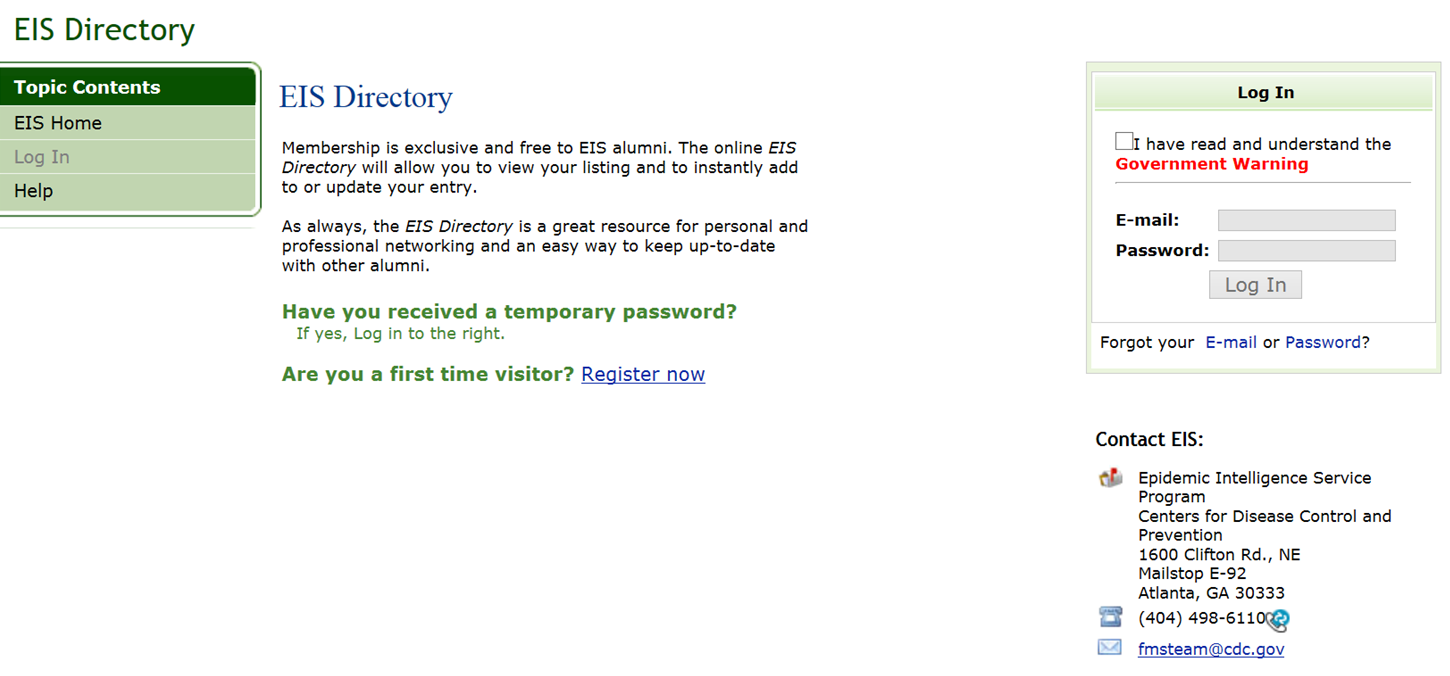 EIS Directory
Topic Contents
EIS Home
Log In
Help
EIS Directory
Membership is exclusive and free to EIS alumni. The online EIS
Directory will allow you to view your listing and to instantly add
to or update your entry.
As always, the EIS Directory is a great resource for personal and
professional networking and an easy way to keep up-to-date
with other alumni.
Have you received a temporary password?
If yes, Log in to the right.
Are you a first time visitor? Register now
Log In
I have read and understand the
Government Warning
E-mail:
Password:
Log In
Forgot your E-mail or Password?
Contact EIS:
Epidemic Intelligence Service
Program
Centers for Disease Control and
Prevention
1600 Clifton Rd., NE
Mailstop E-92
Atlanta, GA 30333
(404) 498-6110
fmsteam@cdc.gov